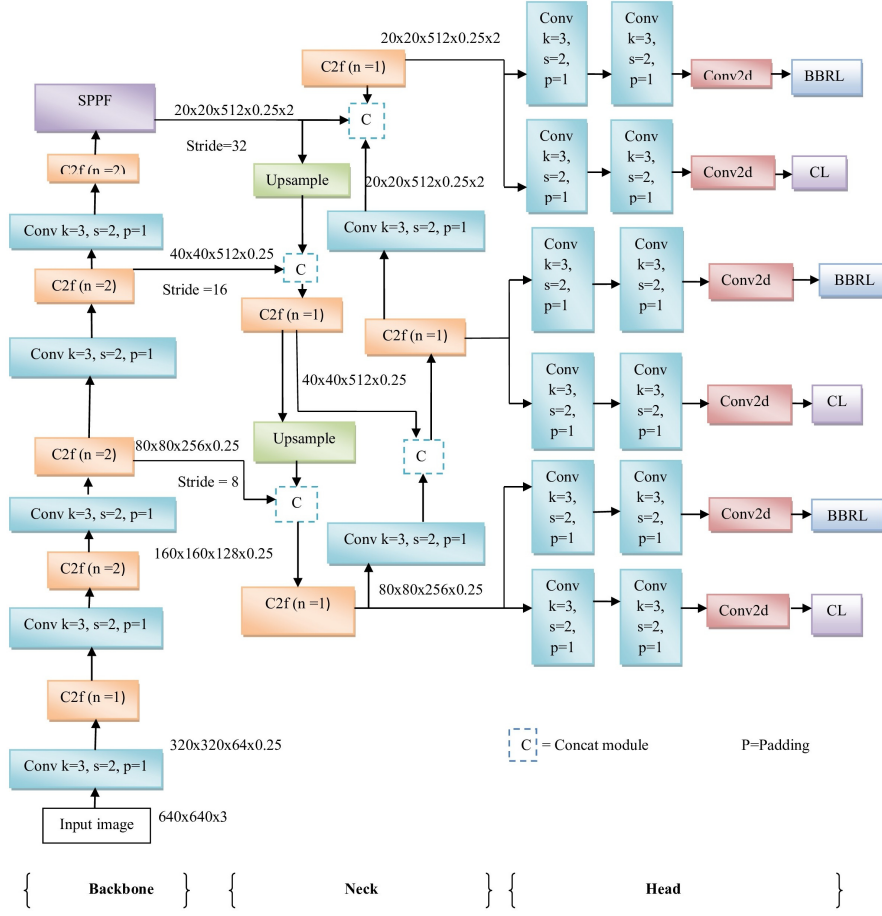 20x20x512x0.25x2
C2f (n =1)
Conv
k=3,
s=2,
p=1
Conv
k=3,
s=2,
p=1
Conv2d
BBRL
SPPF
20x20x512x0.25x2
C
Stride=32
Conv
k=3,
s=2,
p=1
Conv
k=3,
s=2,
p=1
Conv2d
CL
C2f (n =2)
Upsample
20x20x512x0.25x2
Conv k=3, s=2, p=1
Conv k=3, s=2, p=1
40x40x512x0.25
C
Stride =16
C2f (n =2)
C2f (n =1)
C2f (n =1)
Conv
k=3,
s=2,
p=1
Conv
k=3,
s=2,
p=1
Conv2d
BBRL
Conv k=3, s=2, p=1
40x40x512x0.25
Conv
k=3,
s=2,
p=1
Conv
k=3,
s=2,
p=1
Conv2d
CL
80x80x256x0.25
C2f (n =2)
Upsample
C
Stride = 8
C
Conv
k=3,
s=2,
p=1
Conv
k=3,
s=2,
p=1
Conv2d
BBRL
Conv k=3, s=2, p=1
Conv k=3, s=2, p=1
160x160x128x0.25
C2f (n =2)
80x80x256x0.25
C2f (n =1)
Conv
k=3,
s=2,
p=1
Conv
k=3,
s=2,
p=1
Conv2d
CL
Conv k=3, s=2, p=1
C2f (n =1)
320x320x64x0.25
Conv k=3, s=2, p=1
C = Concat module
P=Padding
Input image
640x640x3
Backbone
Neck
Head